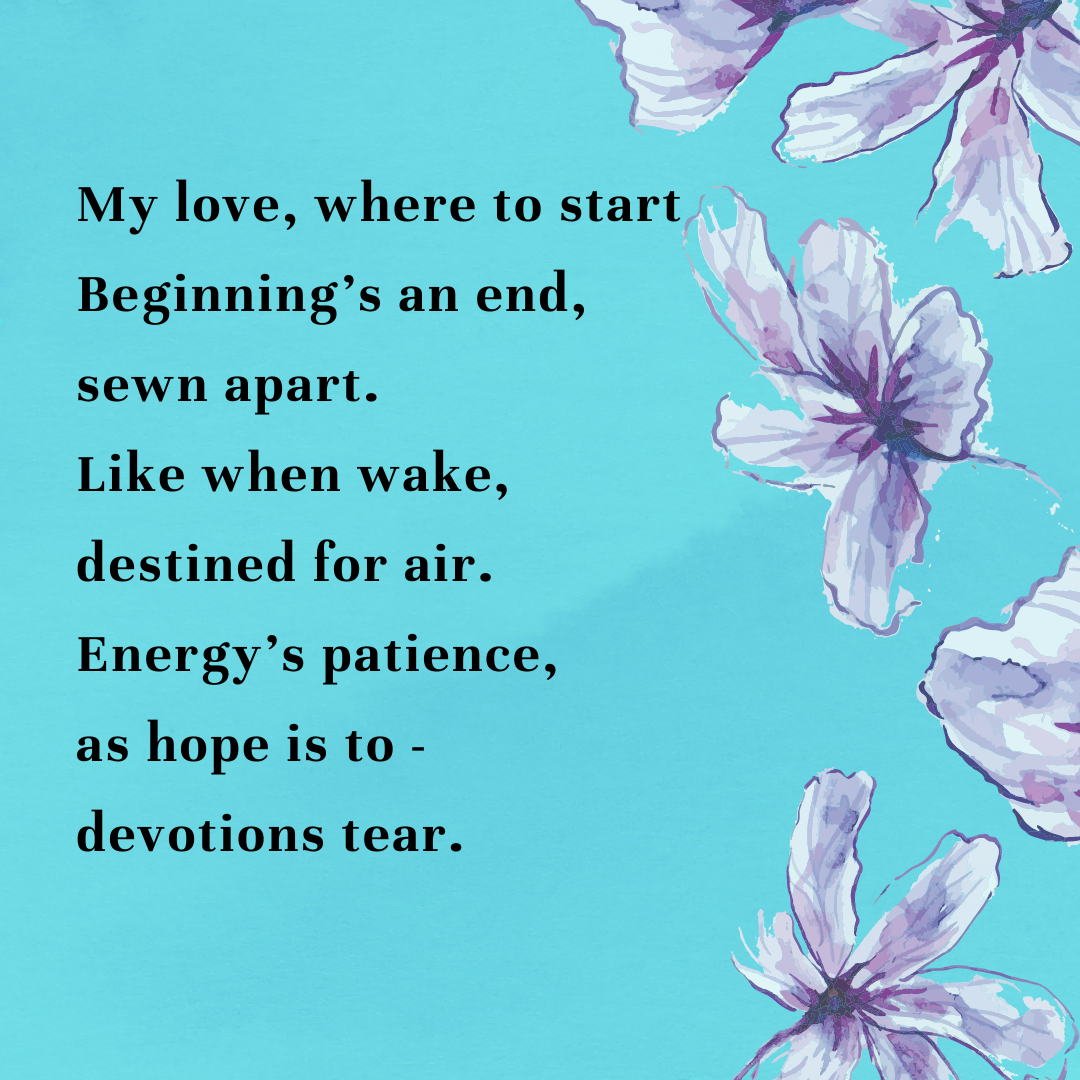 My love, where to start
Beginning’s an end,
sewn apart.
Like when wake,
destined for air.
Energy’s patience,
as hope is to -
devotions tear.